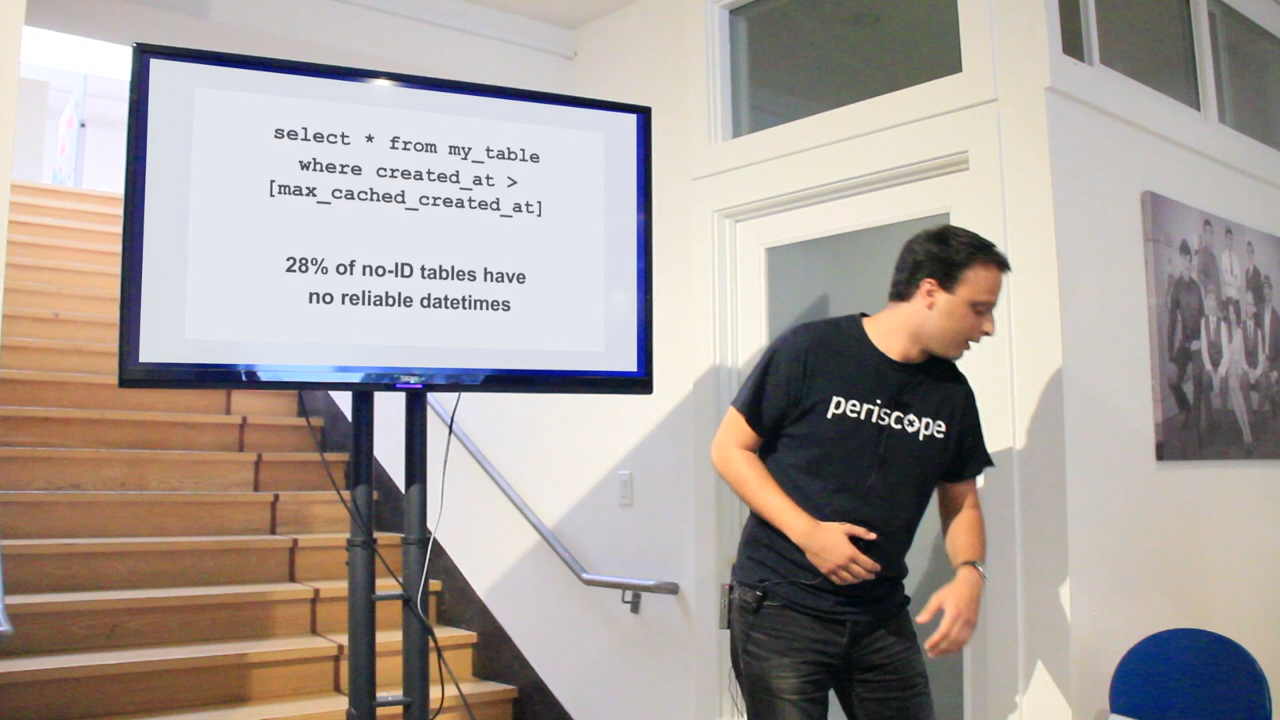 select * from my_table
where created_at >
[max_cached_created_at]
28% of no-ID tables have
no reliable datetimes
periscope